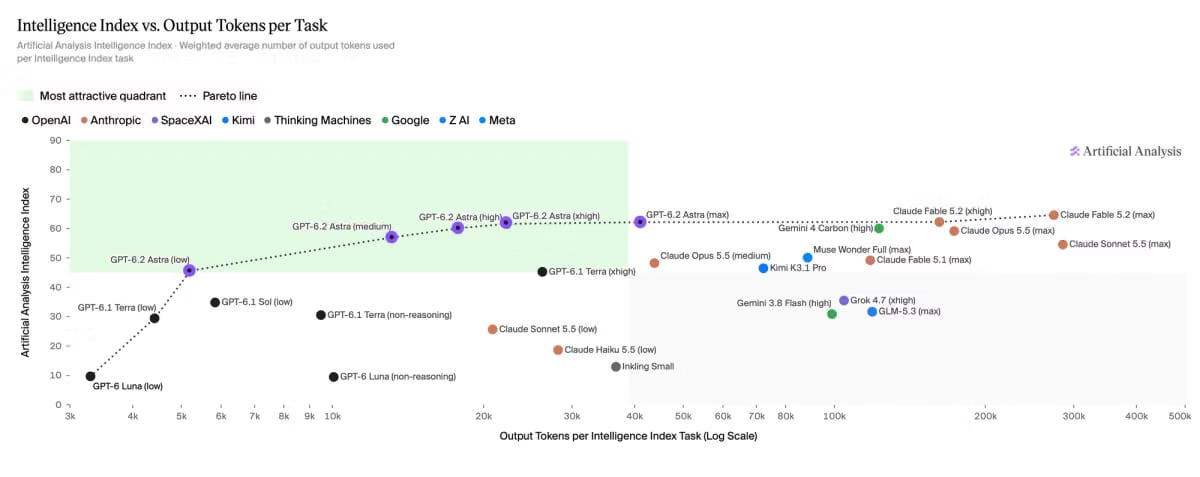 Intelligence Index vs. Output Tokens per Task
Artificial Analysis Intelligence Index · Weighted average number of output tokens used
per Intelligence Index task
Most attractive quadrant
Pareto line
OpenAI
Anthropic
SpaceXAI
Kimi
Thinking Machines
Google
Z AI
Meta
Artificial Analysis
Artificial Analysis Intelligence Index
90
80
70
60
50
40
30
20
10
0
Claude Fable 5.2 (xhigh)
Claude Fable 5.2 (max)
GPT-6.2 Astra (high)
GPT-6.2 Astra (xhigh)
GPT-6.2 Astra (max)
GPT-6.2 Astra (medium)
Gemini 4 Carbon (high)
Claude Opus 5.5 (max)
Claude Sonnet 5.5 (max)
Muse Wonder Full (max)
Claude Opus 5.5 (medium)
GPT-6.2 Astra (low)
Claude Fable 5.1 (max)
Kimi K3.1 Pro
GPT-6.1 Terra (xhigh)
GPT-6.1 Terra (low)
GPT-6.1 Sol (low)
Gemini 3.8 Flash (high)
Grok 4.7 (xhigh)
GPT-6.1 Terra (non-reasoning)
GLM-5.3 (max)
Claude Sonnet 5.5 (low)
Claude Haiku 5.5 (low)
Inkling Small
GPT-6 Luna (low)
GPT-6 Luna (non-reasoning)
3k
4k
5k
6k
7k
8k
9k
10k
20k
30k
40k
50k
60k
70k
80k
100k
200k
300k
400k
500k
Output Tokens per Intelligence Index Task (Log Scale)